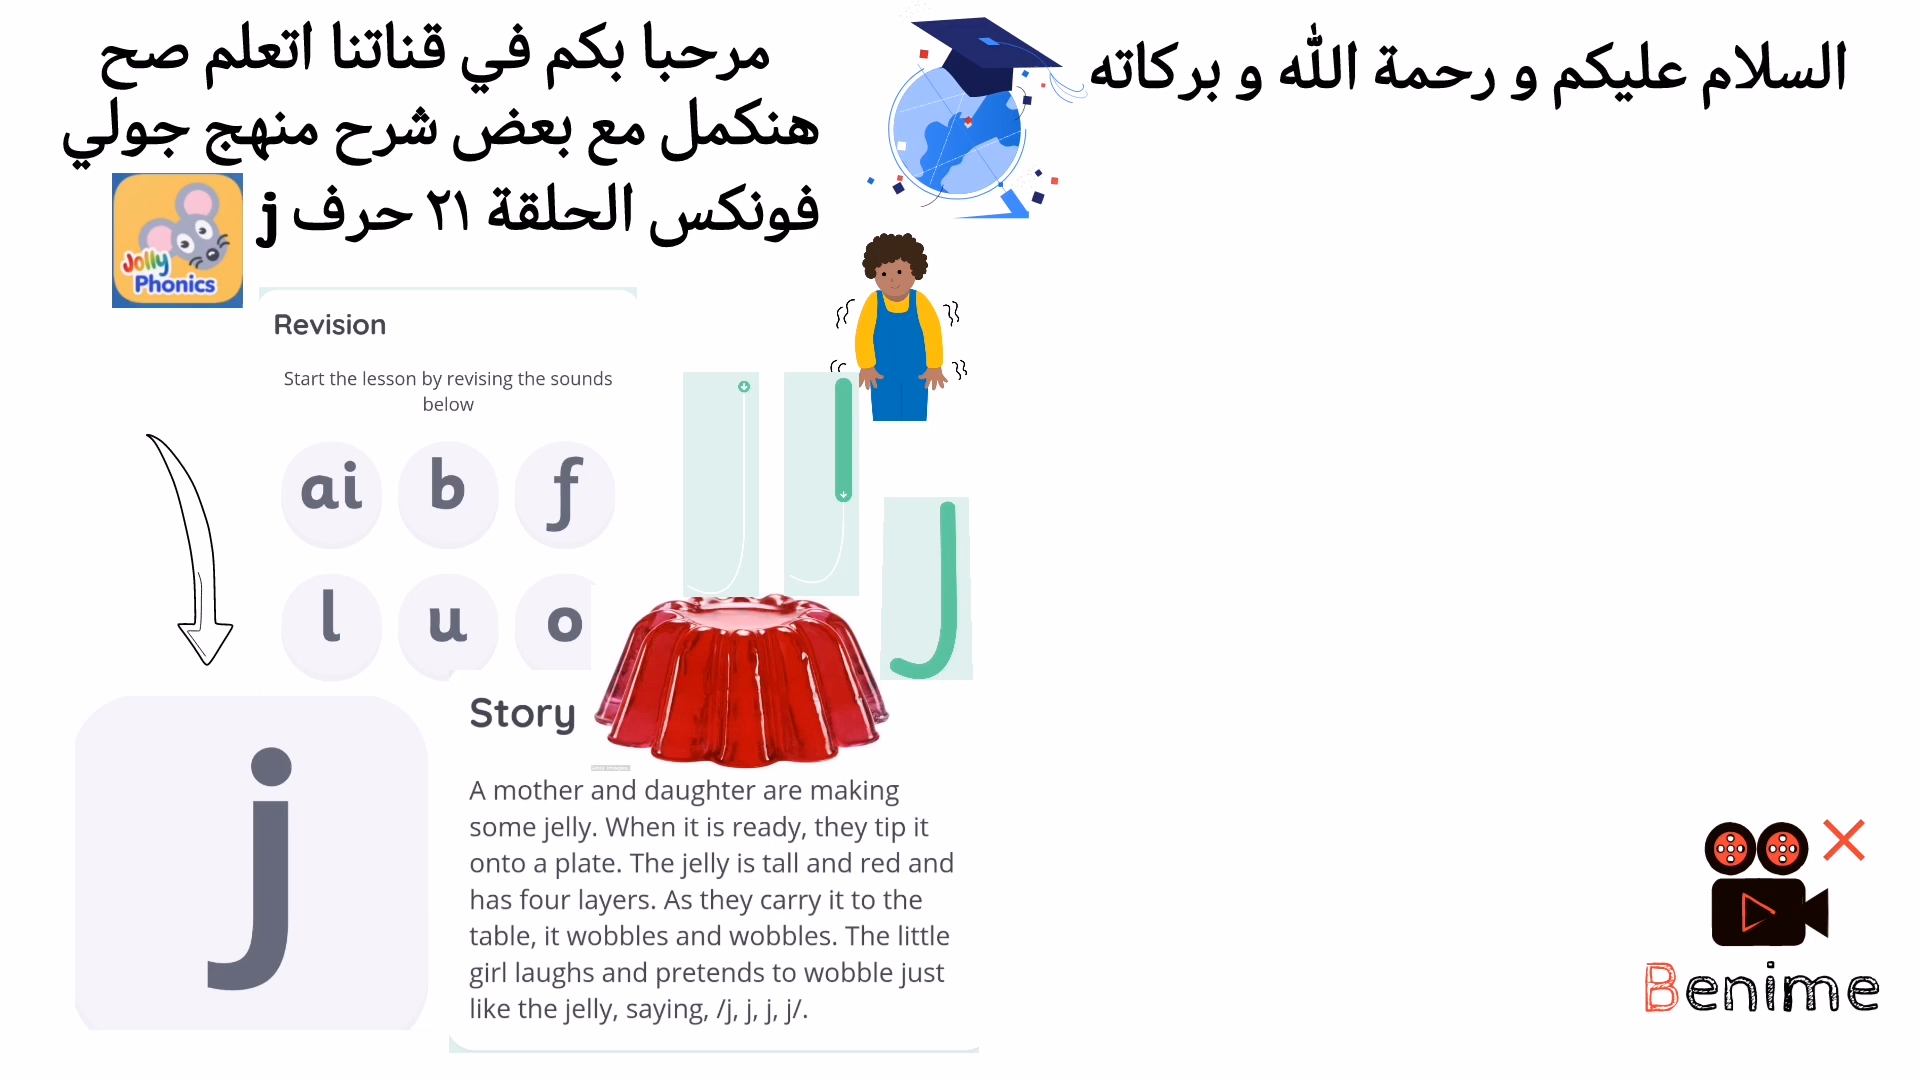 السلام عليكم و رحمة الله و بركاته
مرحبا بكم في قناتنا اتعلم صح
هنكمل مع بعض شرح منهج جولي
فونكس الحلقة ٢١ حرف j
Jolly
Phonics
Revision
Start the lesson by revising the sounds
below
ai b f
l u o
j
Story
A mother and daughter are making
some jelly. When it is ready, they tip it
onto a plate. The jelly is tall and red and
has four layers. As they carry it to the
table, it wobbles and wobbles. The little
girl laughs and pretends to wobble just
like the jelly, saying, /j, j, j, j/.
Benime